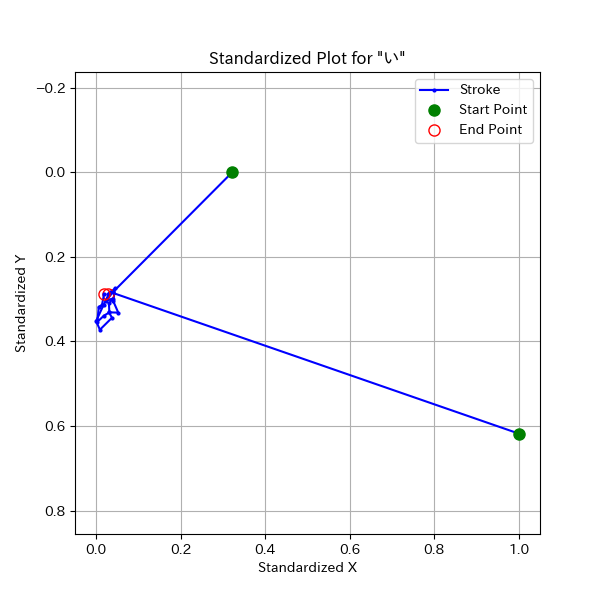 Standardized Plot for "い"
Stroke
Start Point
End Point
−0.2
0.0
0.2
0.4
0.6
0.8
Standardized Y
0.0 0.2 0.4 0.6 0.8 1.0
Standardized X